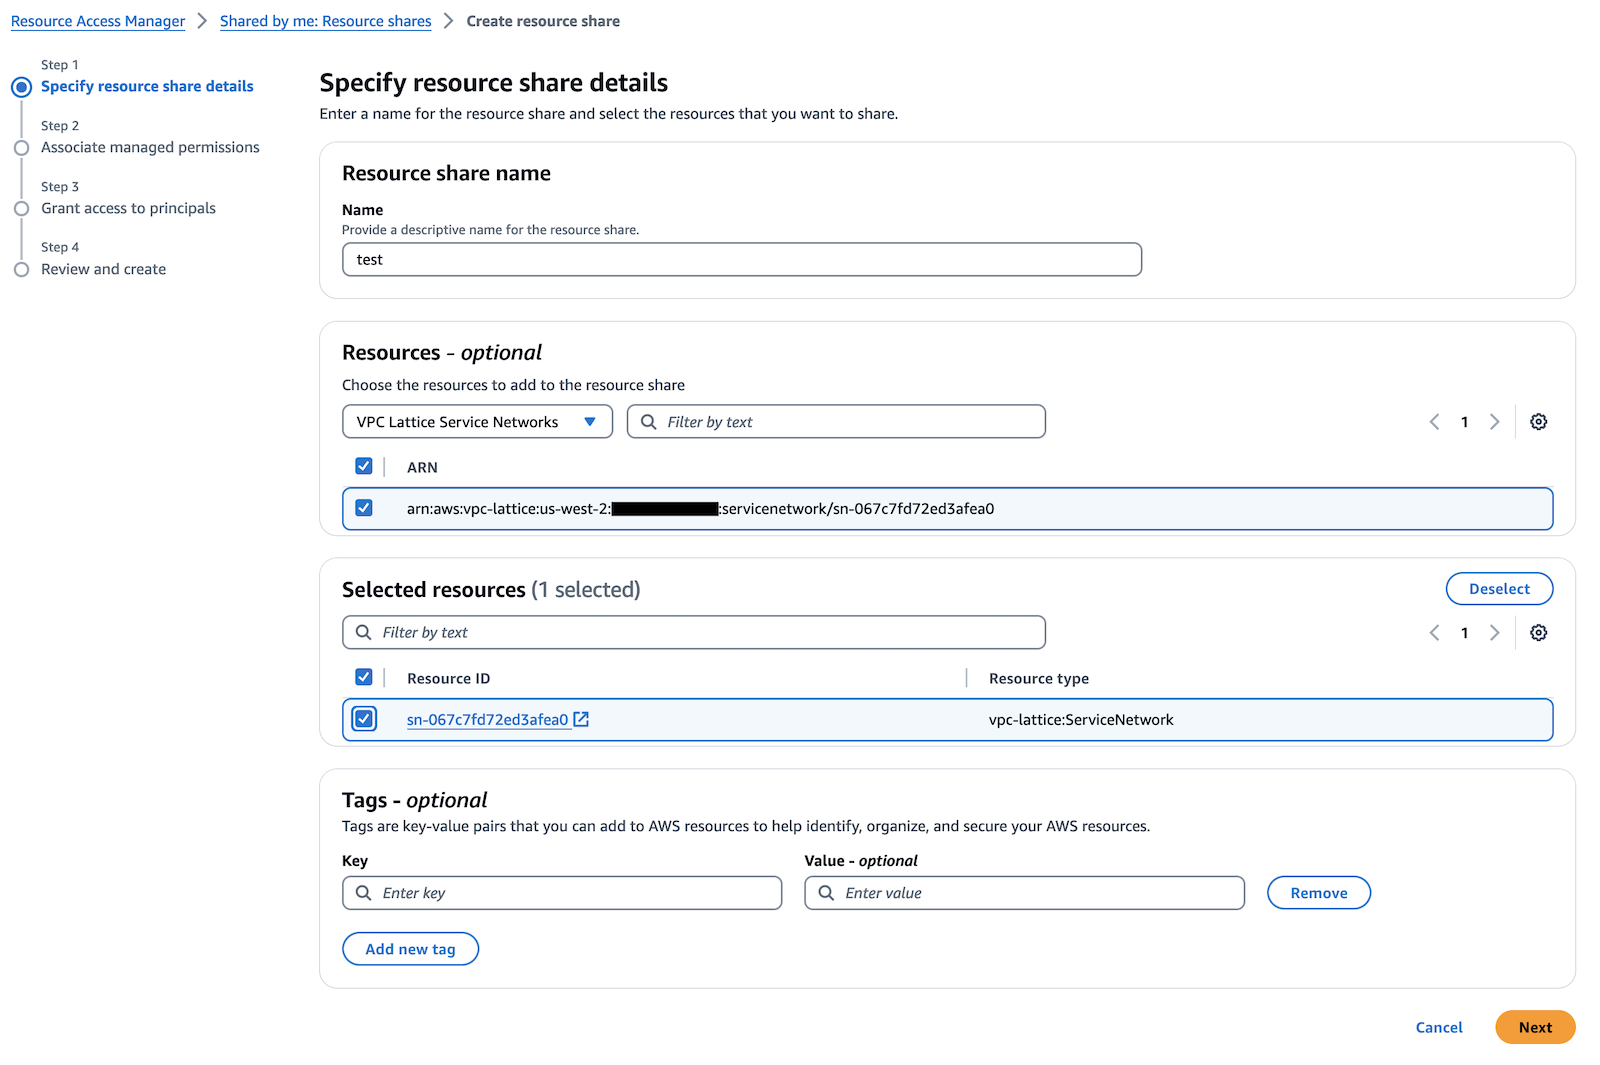 Resource Access Manager > Shared by me: Resource shares > Create resource share
Step 1
Specify resource share details
Step 2
Associate managed permissions
Step 3
Grant access to principals
Step 4
Review and create
Specify resource share details
Enter a name for the resource share and select the resources that you want to share.
Resource share name
Name
Provide a descriptive name for the resource share.
test
Resources - optional
Choose the resources to add to the resource share
VPC Lattice Service Networks Filter by text 1
ARN
arn:aws:vpc-lattice:us-west-2: :servicenetwork/sn-067c7fd72ed3afea0
Selected resources (1 selected) Deselect
Filter by text 1
Resource ID Resource type
sn-067c7fd72ed3afea0 vpc-lattice:ServiceNetwork
Tags - optional
Tags are key-value pairs that you can add to AWS resources to help identify, organize, and secure your AWS resources.
Key Value - optional
Enter key Enter value Remove
Add new tag
Cancel Next